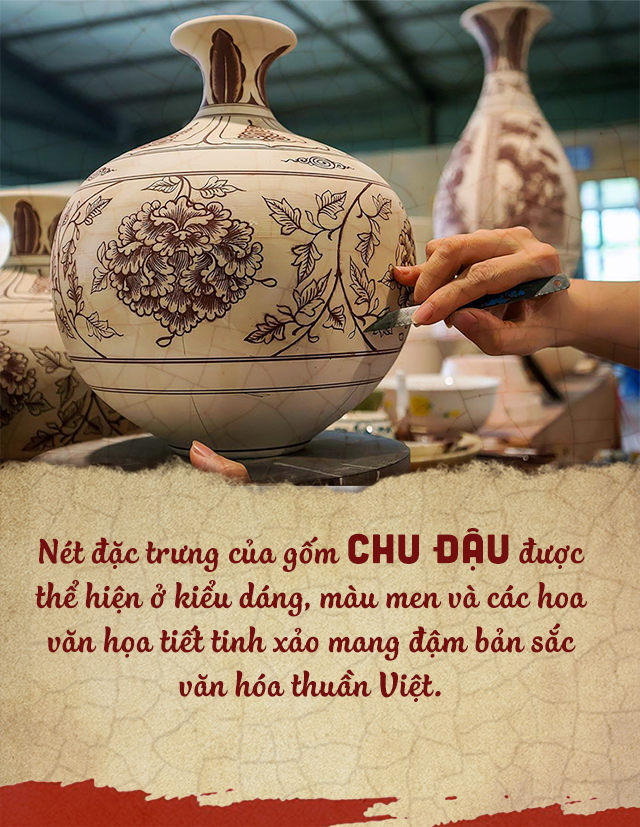 Nét đặc trưng của gốm CHU ĐẬU được
thể hiện ở kiểu dáng, màu men và các hoa
văn họa tiết tinh xảo mang đậm bản sắc
văn hóa thuần Việt.